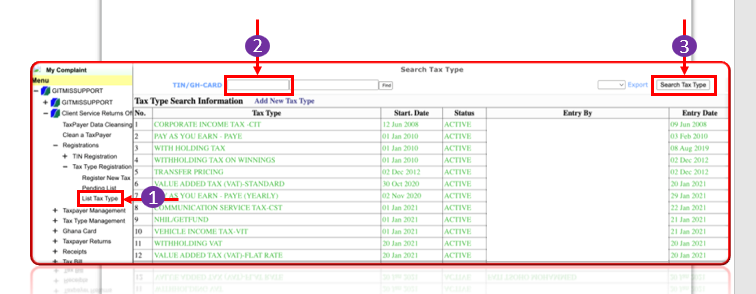 2
3
My Complaint
Search Tax Type
Menu
TIN/GH-CARD
Find
Export
Search Tax Type
GITMISSUPPORT
GITMISSUPPORT
Client Service Returns Of
TaxPayer Data Cleansing
Clean a TaxPayer
Registrations
TIN Registration
Tax Type Registration
Register New Tax
Pending List
List Tax Type
1
Taxpayer Management
Tax Type Management
Ghana Card
Taxpayer Returns
Receipts
Tax Bill
Tax Type Search Information Add New Tax Type
No. Tax Type Start. Date Status Entry By Entry Date
1 CORPORATE INCOME TAX -CIT 12 Jun 2008 ACTIVE 09 Jun 2008
2 PAY AS YOU EARN - PAYE 01 Jan 2010 ACTIVE 03 Feb 2010
3 WITH HOLDING TAX 01 Jan 2010 ACTIVE 08 Aug 2019
4 WITHHOLDING TAX ON WINNINGS 01 Jan 2010 ACTIVE 02 Dec 2012
5 TRANSFER PRICING 02 Dec 2012 ACTIVE 02 Dec 2012
6 VALUE ADDED TAX (VAT)-STANDARD 30 Oct 2020 ACTIVE 20 Jan 2021
7 AS YOU EARN - PAYE (YEARLY) 02 Nov 2020 ACTIVE 29 Jan 2021
8 COMMUNICATION SERVICE TAX-CST 01 Jan 2021 ACTIVE 22 Jan 2021
9 NHIL/GETFUND 01 Jan 2021 ACTIVE 21 Jan 2021
10 VEHICLE INCOME TAX-VIT 01 Jan 2021 ACTIVE 21 Jan 2021
11 WITHHOLDING VAT 20 Jan 2021 ACTIVE 20 Jan 2021
12 VALUE ADDED TAX (VAT)-FLAT RATE 20 Jan 2021 ACTIVE 20 Jan 2021